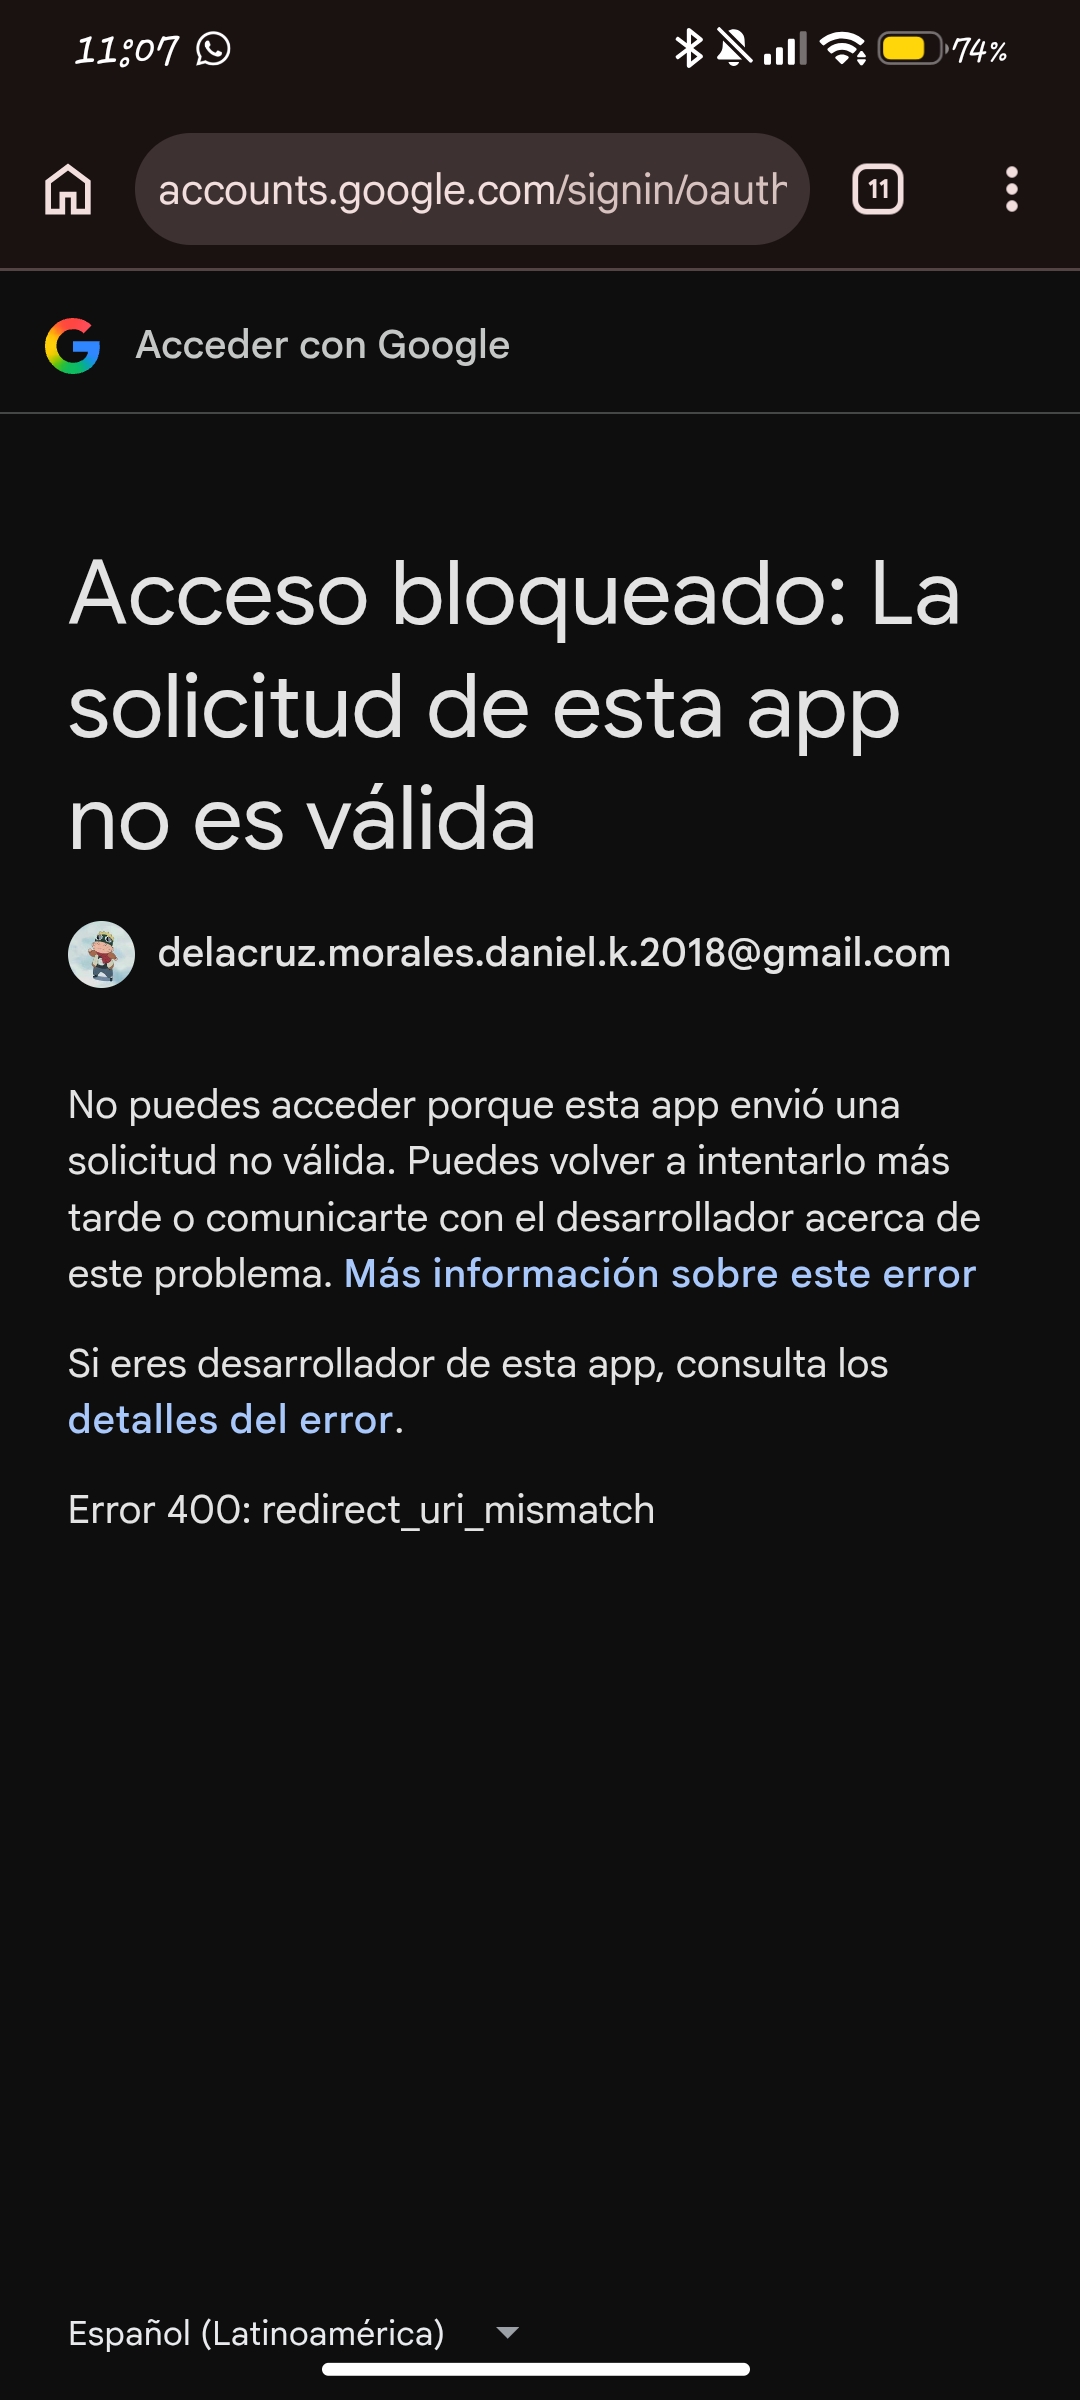 11:07
74%
accounts.google.com/signin/oauth
11
Acceder con Google
Acceso bloqueado: La
solicitud de esta app
no es válida
delacruz.morales.daniel.k.2018@gmail.com
No puedes acceder porque esta app envió una
solicitud no válida. Puedes volver a intentarlo más
tarde o comunicarte con el desarrollador acerca de
este problema. Más información sobre este error
Si eres desarrollador de esta app, consulta los
detalles del error.
Error 400: redirect_uri_mismatch
Español (Latinoamérica)